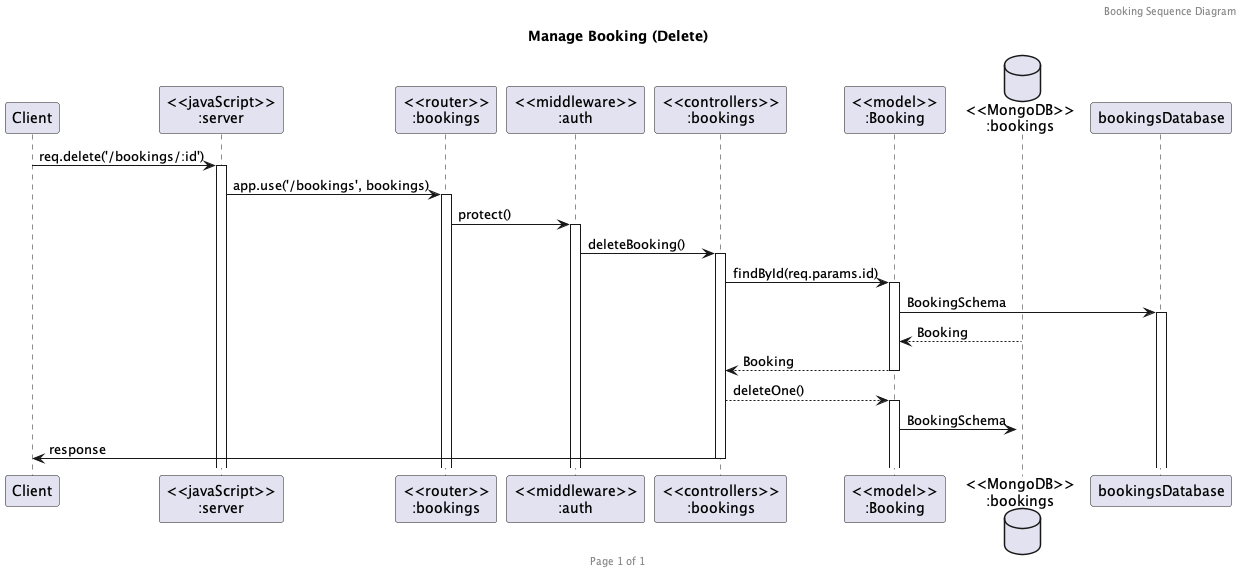 Booking Sequence Diagram
Manage Booking (Delete)
Client
<<javaScript>>
:server
<<router>>
:bookings
<<middleware>>
:auth
<<controllers>>
:bookings
<<model>>
:Booking
<<MongoDB>>
:bookings
bookingsDatabase
req.delete('/bookings/:id')
app.use('/bookings', bookings)
protect()
deleteBooking()
findById(req.params.id)
BookingSchema
Booking
Booking
deleteOne()
BookingSchema
response
Client
<<javaScript>>
:server
<<router>>
:bookings
<<middleware>>
:auth
<<controllers>>
:bookings
<<model>>
:Booking
<<MongoDB>>
:bookings
bookingsDatabase
Page 1 of 1